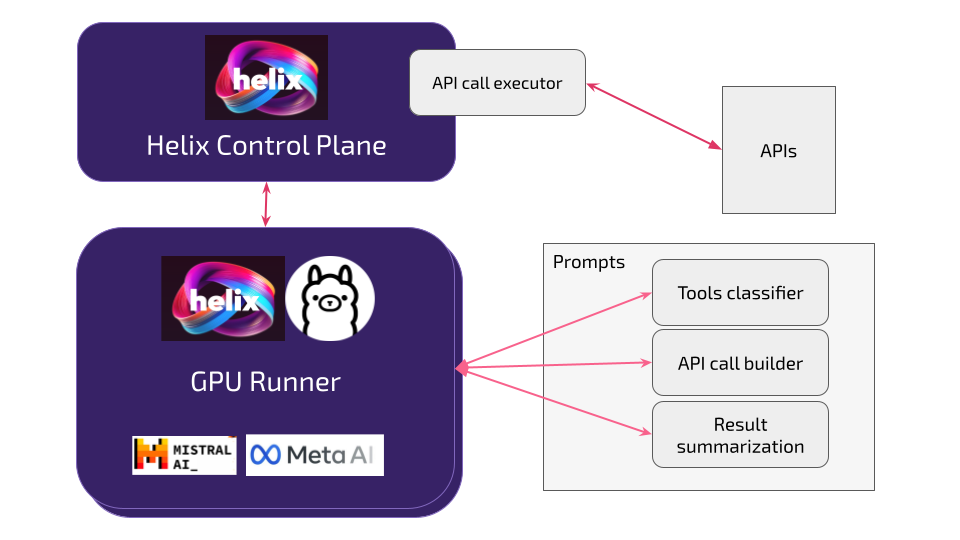 helix
Helix Control Plane
API call executor
APIs
helix
GPU Runner
MISTRAL
AI_
Meta AI
Prompts
Tools classifier
API call builder
Result
summarization